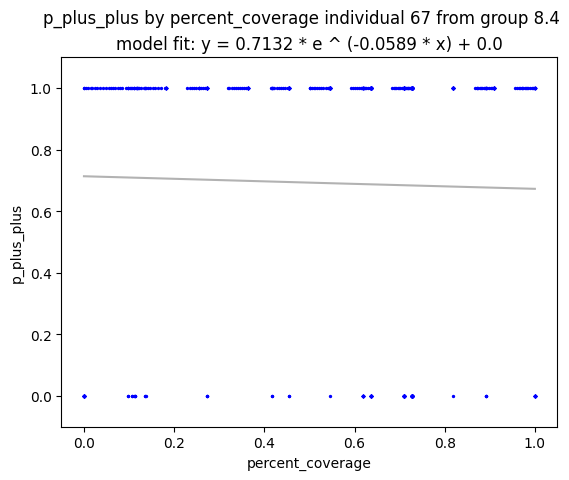 p_plus_plus by percent_coverage individual 67 from group 8.4
model fit: y = 0.7132 * e ^ (-0.0589 * x) + 0.0
1.0
0.8
0.6
0.4
0.2
0.0
p_plus_plus
0.0 0.2 0.4 0.6 0.8 1.0
percent_coverage